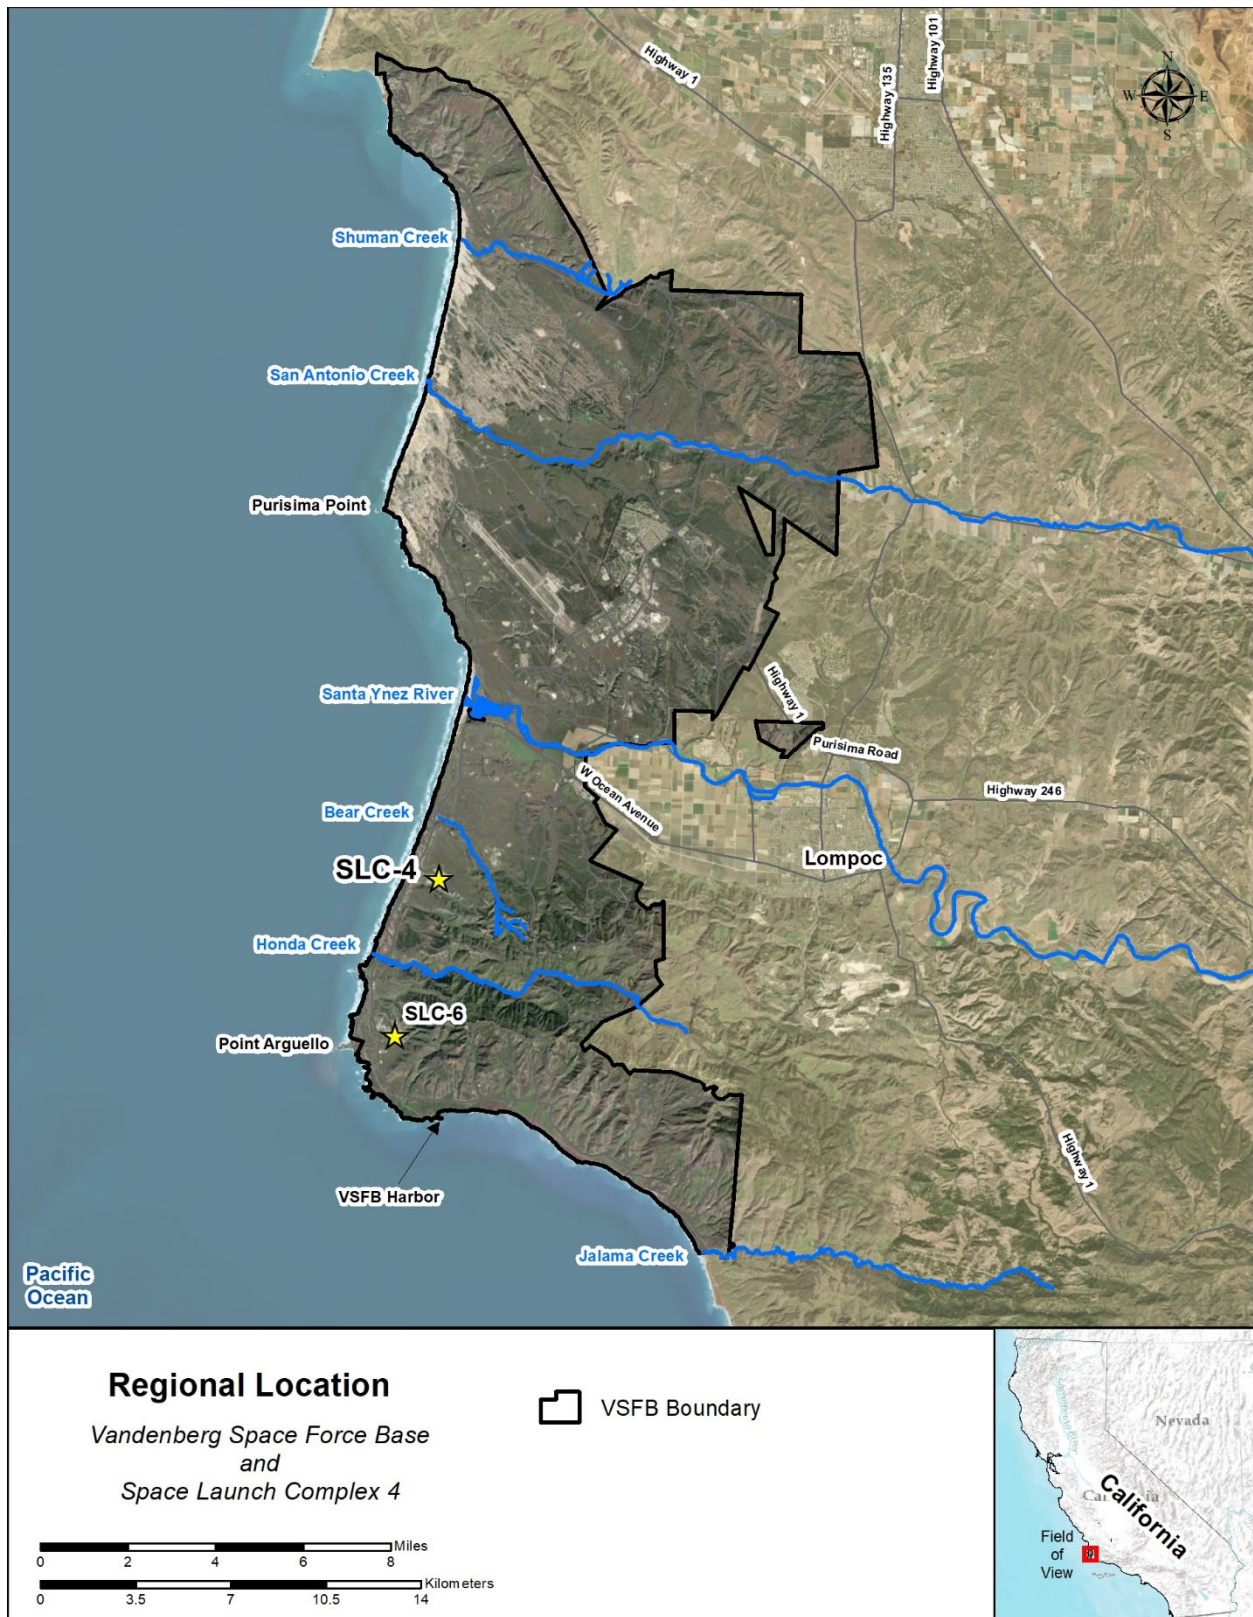 Highway 1
Highway 135
Highway 101
N
W
E
S
Shuman Creek
San Antonio Creek
Purisima Point
Santa Ynez River
Highway 1
Purisima Road
W Ocean Avenue
Highway 246
Bear Creek
Lompoc
SLC-4
Honda Creek
SLC-6
Point Arguello
Highway 1
VSFB Harbor
Jalama Creek
Pacific
Ocean
Regional Location
Vandenberg Space Force Base
and
Space Launch Complex 4
VSFB Boundary
Miles
0 2 4 6 8
Kilometers
0 3.5 7 10.5 14
Sacramento River
Nevada
California
Field
of
View